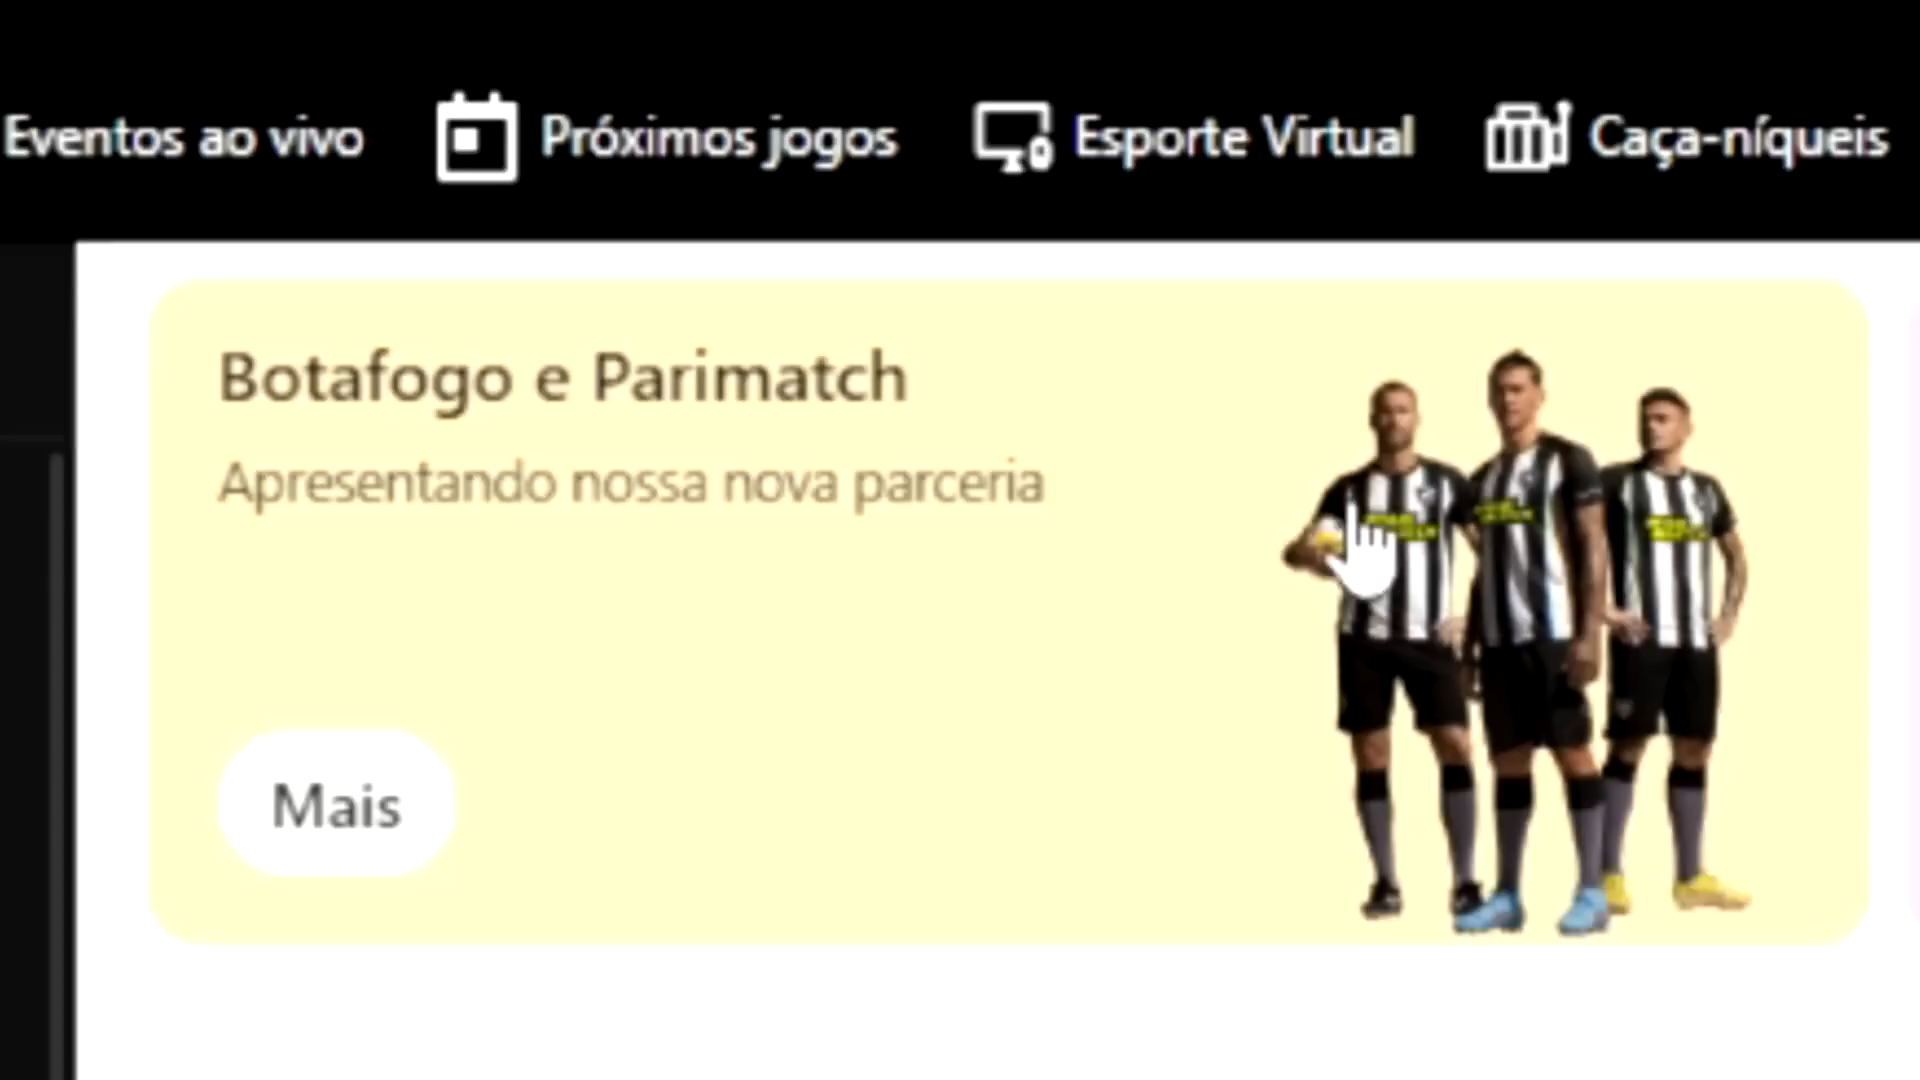 Eventos ao vivo
Próximos jogos
Esporte Virtual
Caça-níqueis
Botafogo e Parimatch
Apresentando nossa nova parceria
Mais